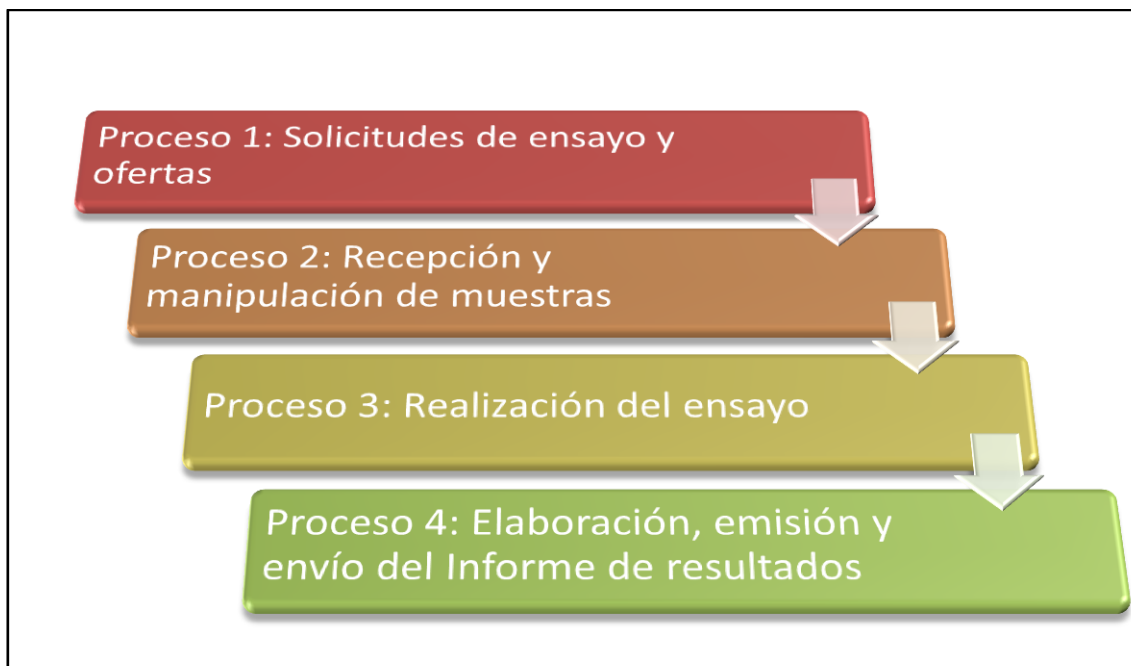 Proceso 1: Solicitudes de ensayo y
ofertas
Proceso 2: Recepción y
manipulación de muestras
Proceso 3: Realización del ensayo
Proceso 4: Elaboración, emisión y
envío del Informe de resultados